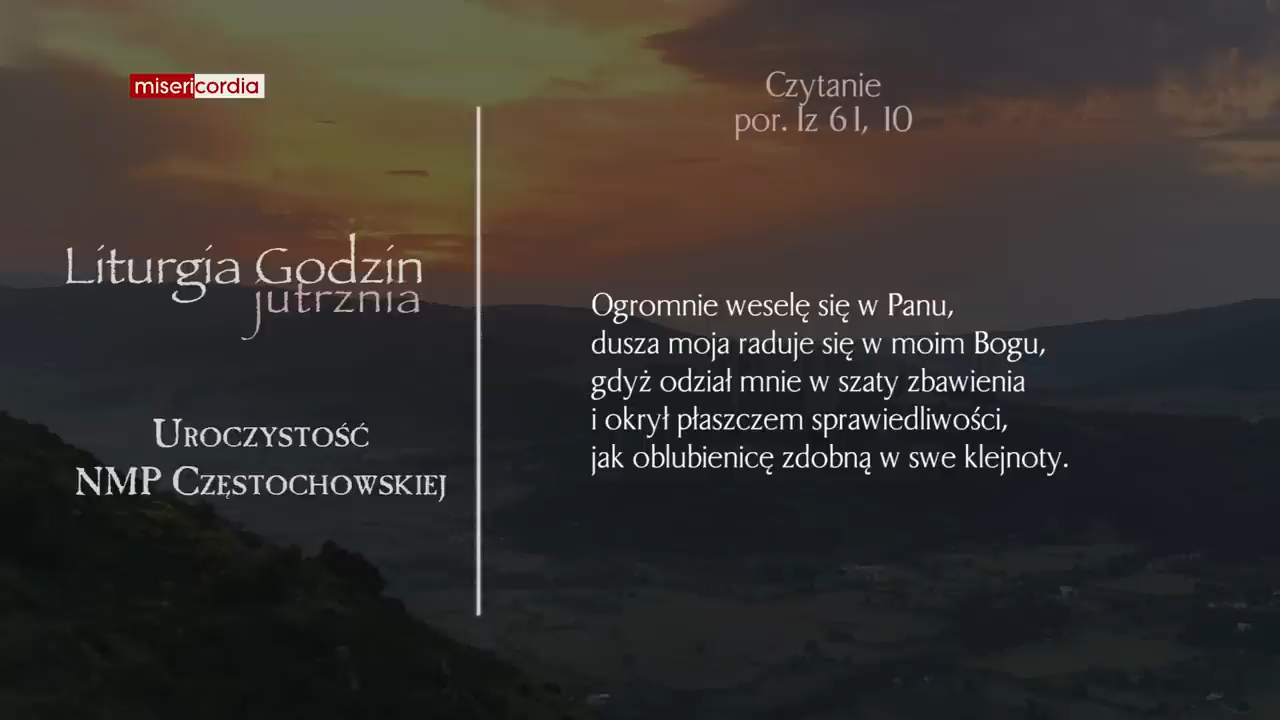 misericordia
Liturgia Godzin
jutrznia
Uroczystość
NMP Częstochowskiej
Czytanie
por. Iz 61, 10
Ogromnie weselę się w Panu,
dusza moja raduje się w moim Bogu,
gdyż odział mnie w szaty zbawienia
i okrył płaszczem sprawiedliwości,
jak oblubienicę zdobną w swe klejnoty.